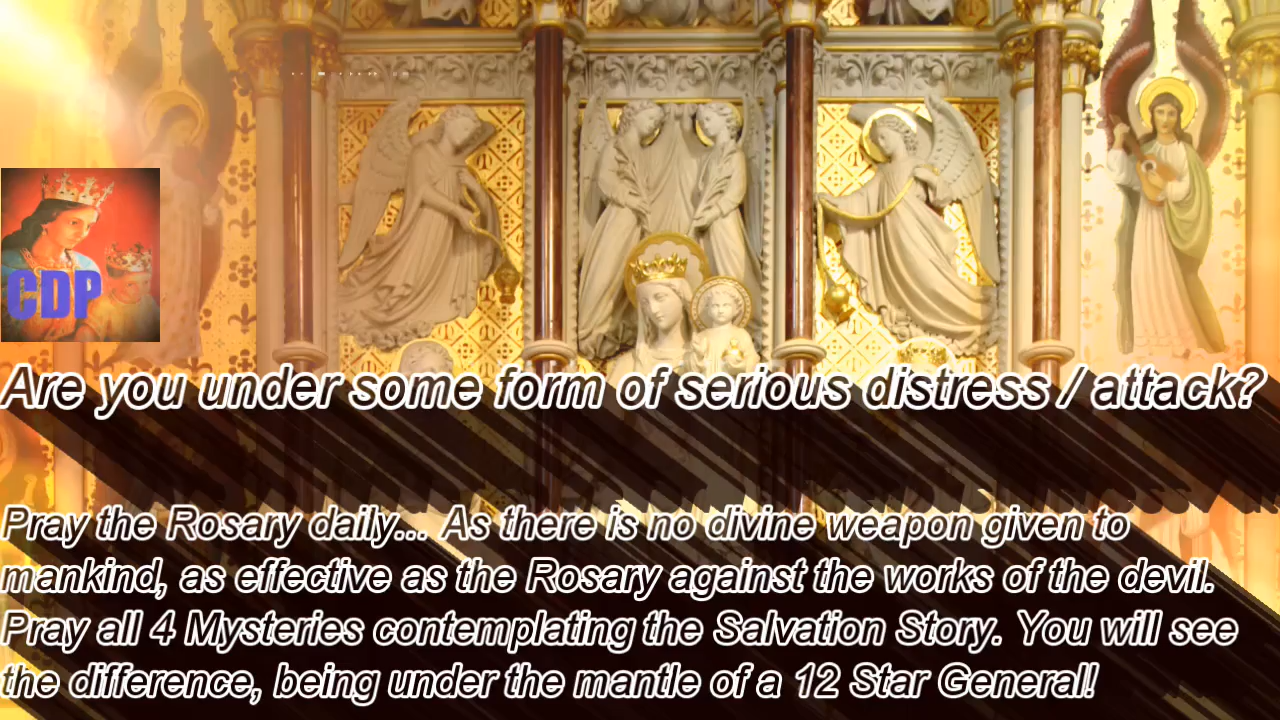 CDP
Are you under some form of serious distress / attack?
Pray the Rosary daily... As there is no divine weapon given to
mankind, as effective as the Rosary against the works of the devil.
Pray all 4 Mysteries contemplating the Salvation Story. You will see
the difference, being under the mantle of a 12 Star General!